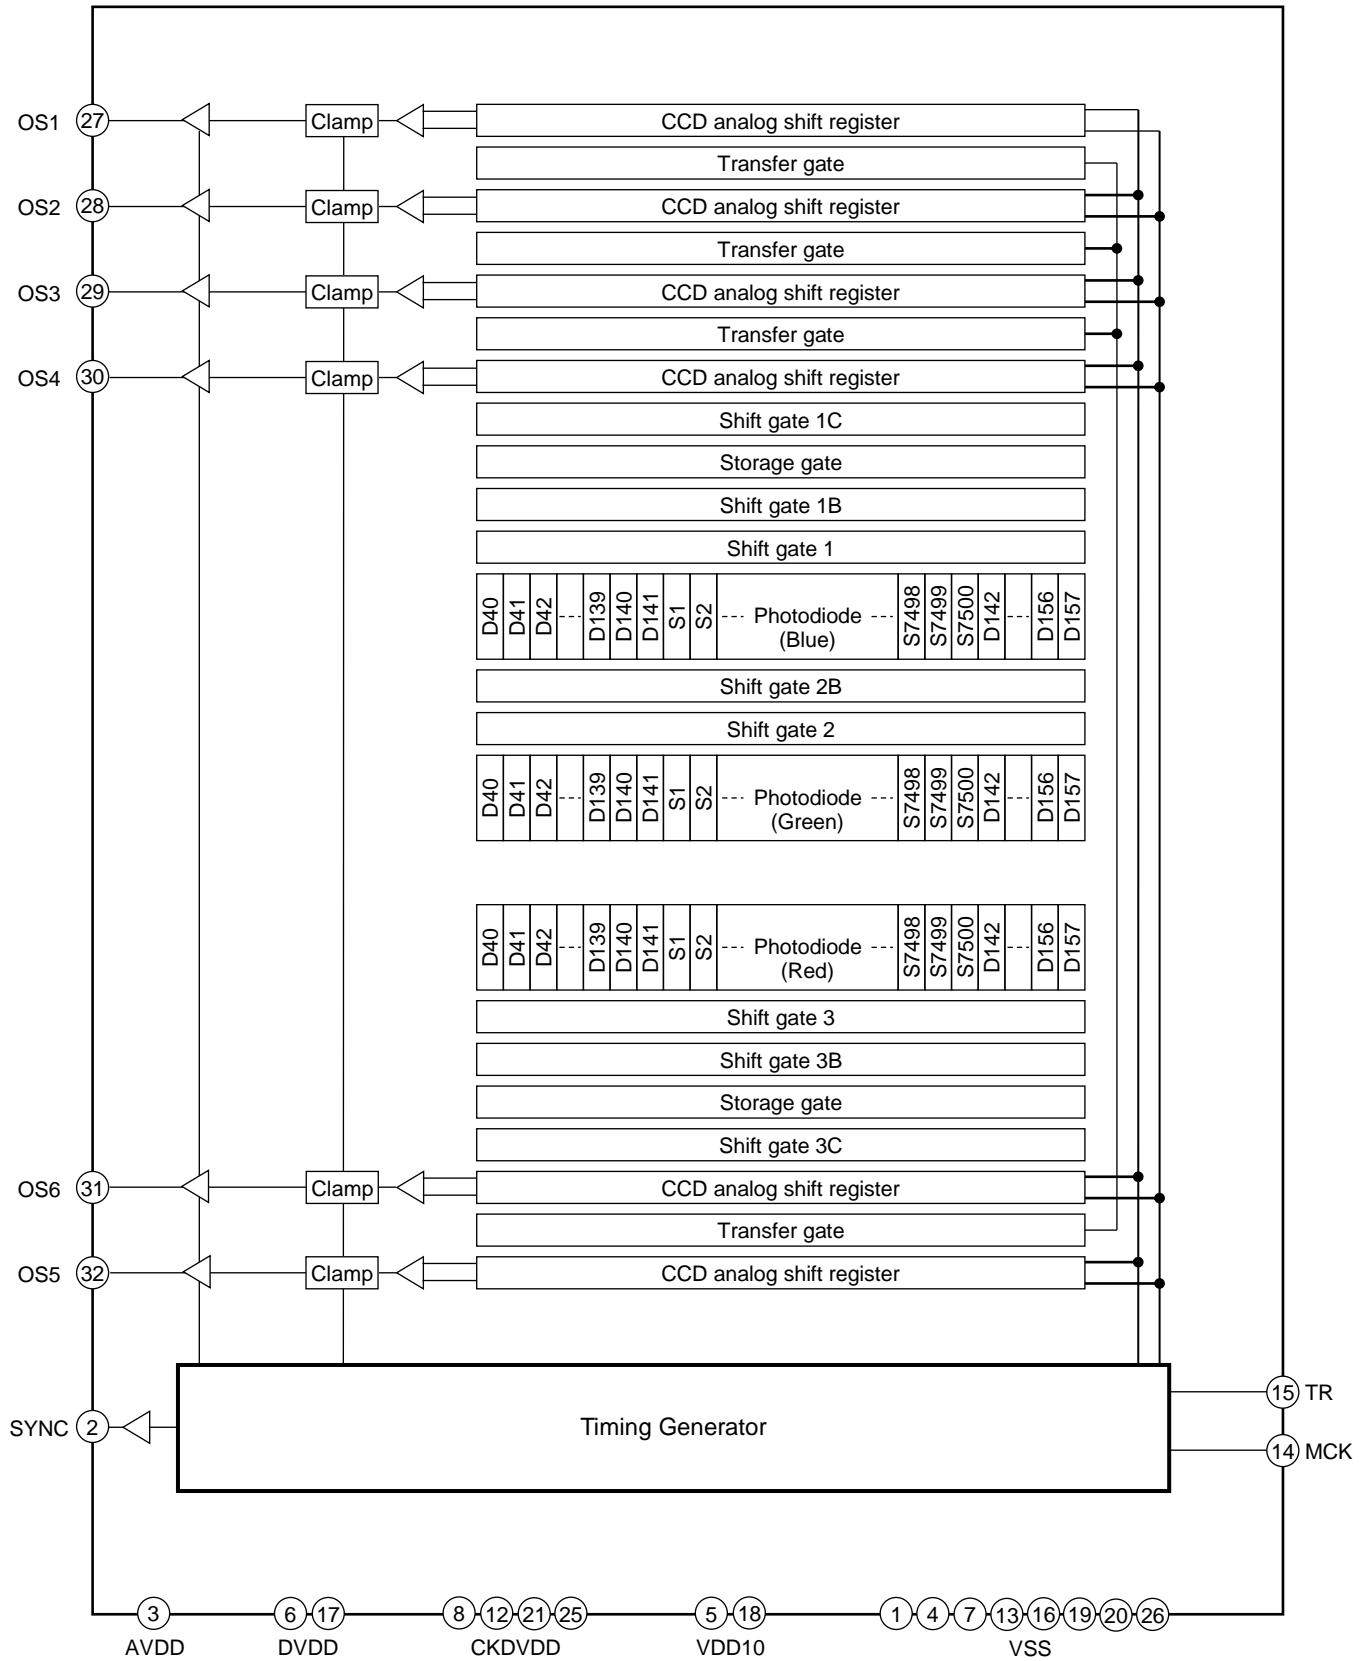 OS1 27 Clamp CCD analog shift register
Transfer gate
OS2 28 Clamp CCD analog shift register
Transfer gate
OS3 29 Clamp CCD analog shift register
Transfer gate
OS4 30 Clamp CCD analog shift register
Shift gate 1C
Storage gate
Shift gate 1B
Shift gate 1
D40 D41 D42 D139 D140 D141 S1 S2 Photodiode S7498 S7499 S7500 D142 D156 D157
(Blue)
Shift gate 2B
Shift gate 2
D40 D41 D42 D139 D140 D141 S1 S2 Photodiode S7498 S7499 S7500 D142 D156 D157
(Green)
D40 D41 D42 D139 D140 D141 S1 S2 Photodiode S7498 S7499 S7500 D142 D156 D157
(Red)
Shift gate 3
Shift gate 3B
Storage gate
Shift gate 3C
OS6 31 Clamp CCD analog shift register
Transfer gate
OS5 32 Clamp CCD analog shift register
15 TR
SYNC 2 Timing Generator
14 MCK
3 6 17 8 12 21 25 5 18 1 4 7 13 16 19 20 26
AVDD DVDD CKDVDD VDD10 VSS